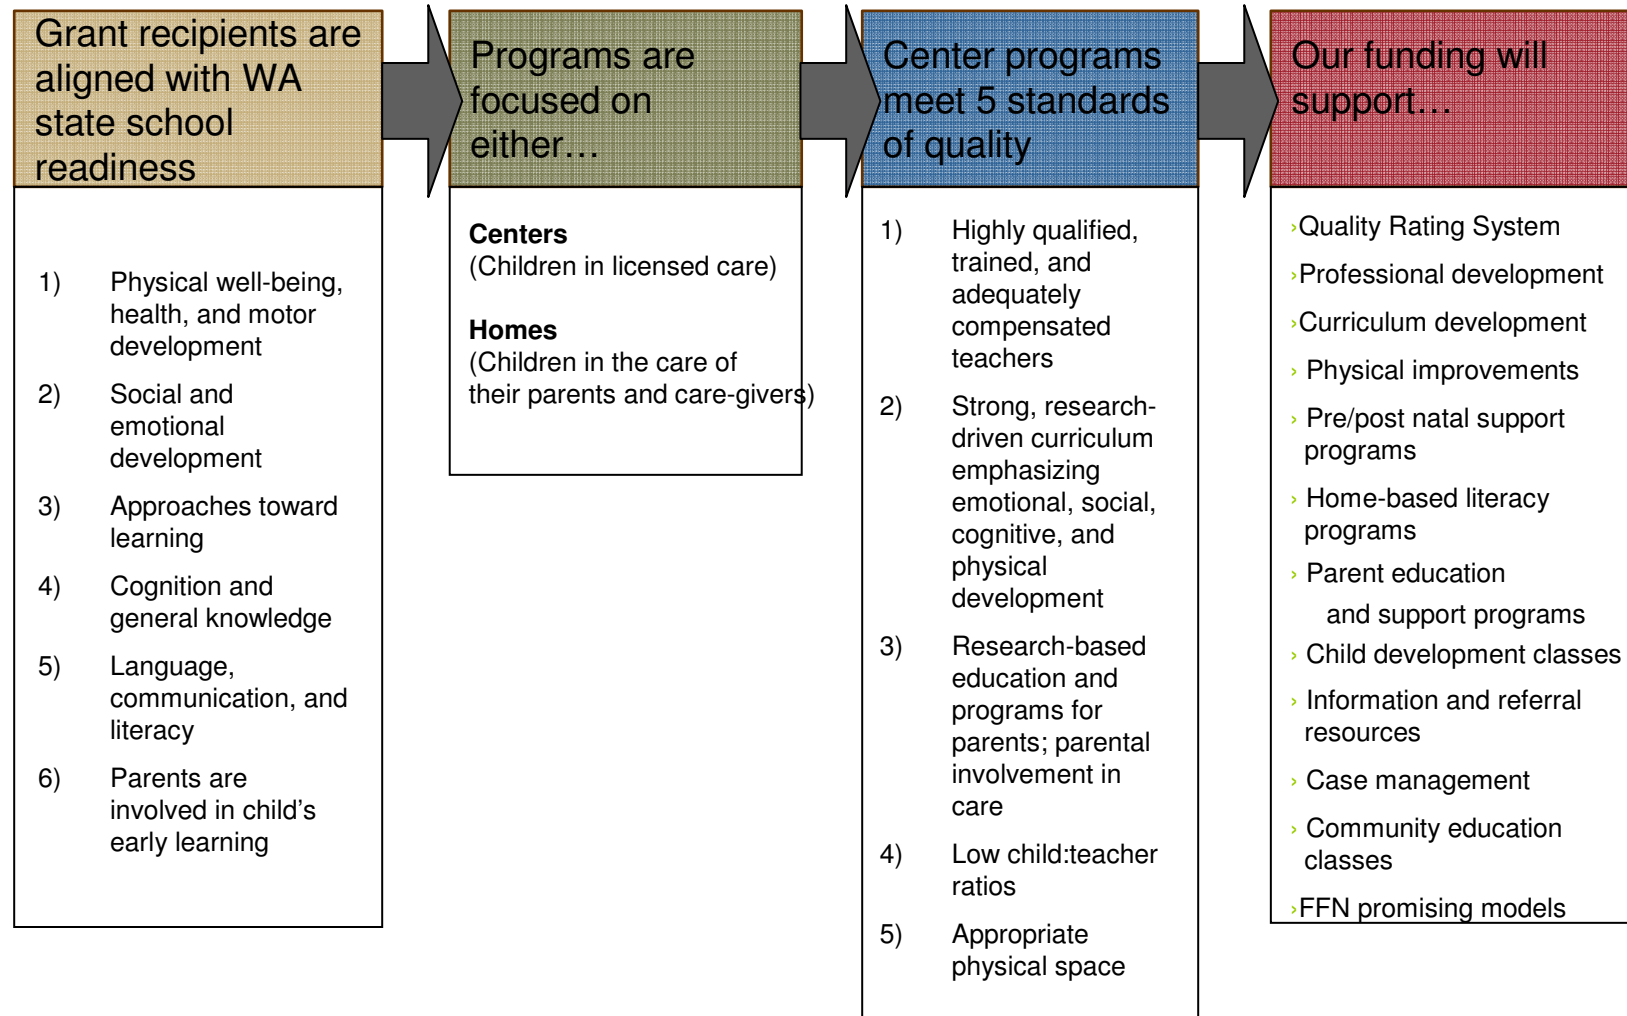 Grant recipients are
aligned with WA
state school
readiness
1) Physical well-being,
health, and motor
development
2) Social and
emotional
development
3) Approaches toward
learning
4) Cognition and
general knowledge
5) Language,
communication, and
literacy
6) Parents are
involved in child’s
early learning
Programs are
focused on
either…
Centers
(Children in licensed care)
Homes
(Children in the care of
their parents and care-givers)
Center programs
meet 5 standards
of quality
1) Highly qualified,
trained, and
adequately
compensated
teachers
2) Strong, research-
driven curriculum
emphasizing
emotional, social,
cognitive, and
physical
development
3) Research-based
education and
programs for
parents; parental
involvement in
care
4) Low child:teacher
ratios
5) Appropriate
physical space
Our funding will
support…
›Quality Rating System
›Professional development
›Curriculum development
› Physical improvements
› Pre/post natal support
programs
› Home-based literacy
programs
› Parent education
and support programs
› Child development classes
› Information and referral
resources
› Case management
› Community education
classes
›FFN promising models